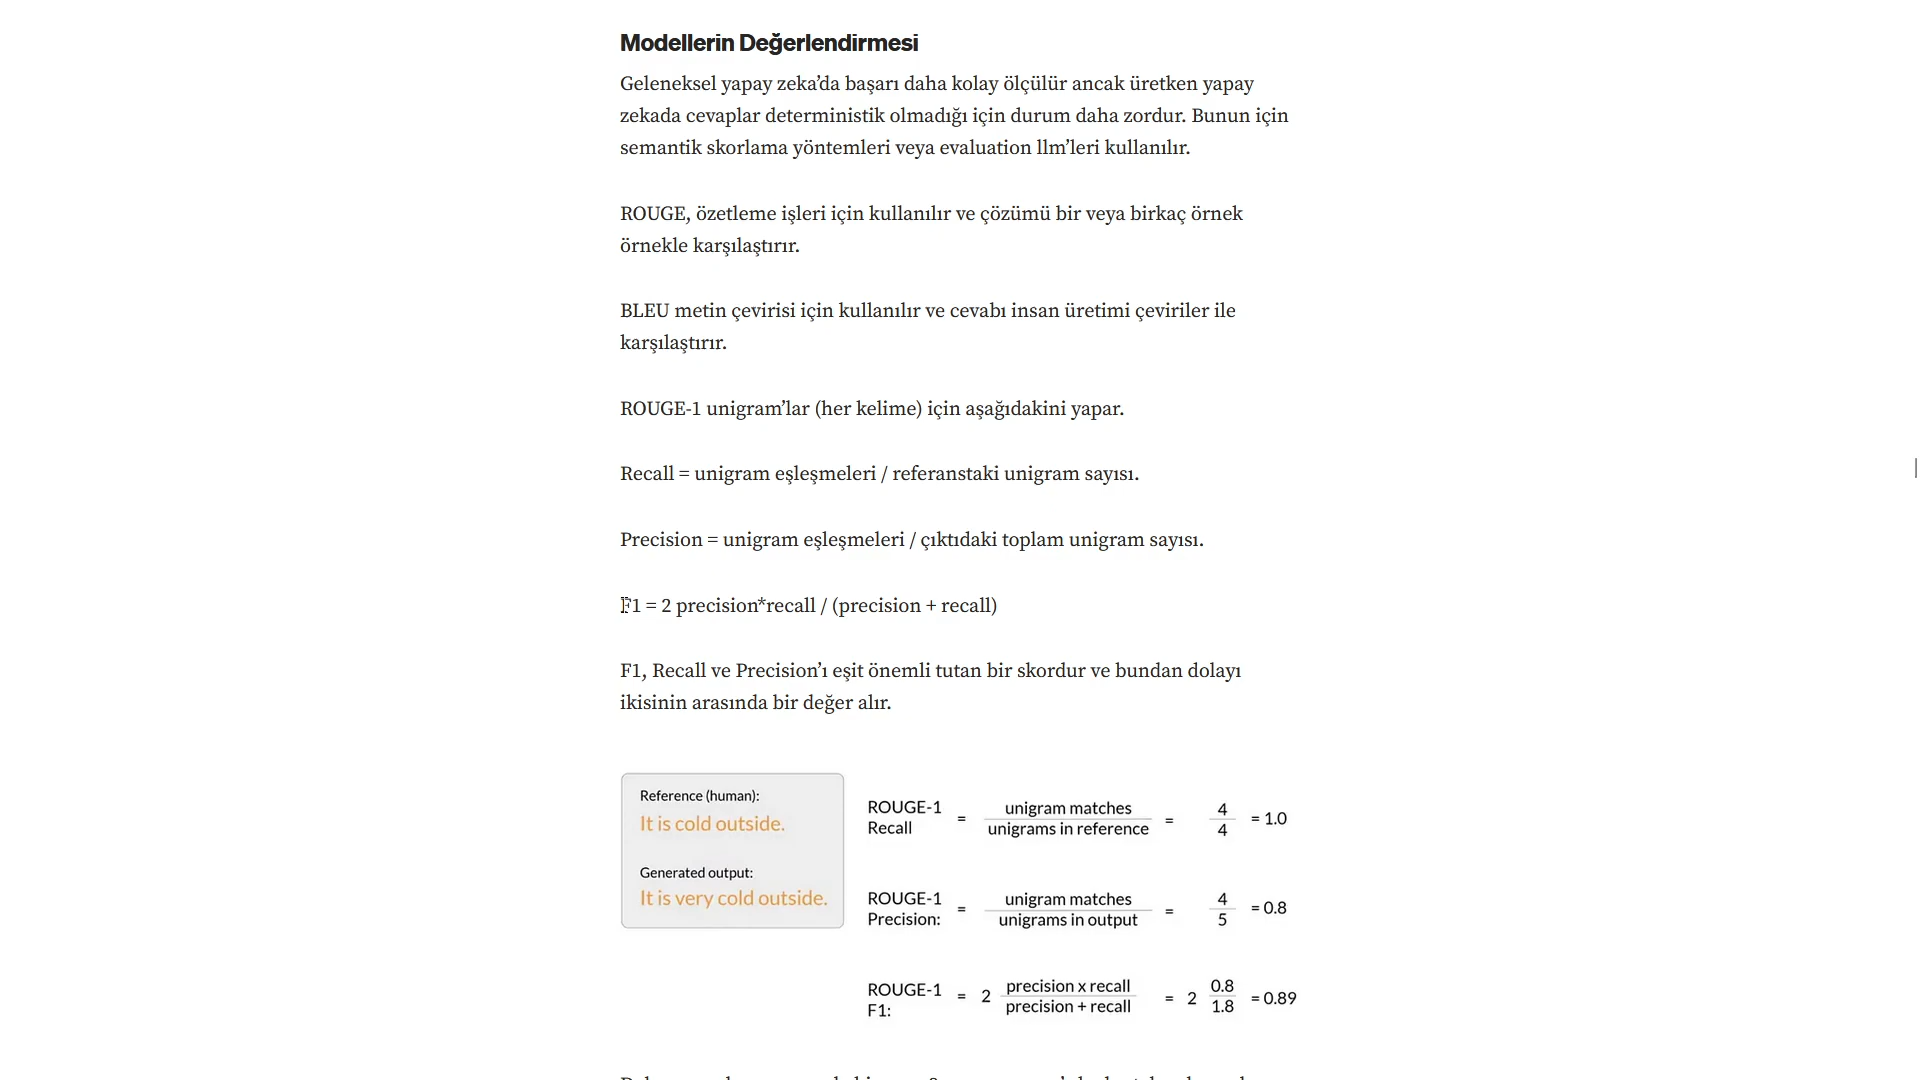 Modellerin Değerlendirmesi
Geleneksel yapay zeka’da başarı daha kolay ölçülür ancak üretken yapay
zekada cevaplar deterministik olmadığı için durum daha zordur. Bunun için
semantik skorlama yöntemleri veya evaluation llm’leri kullanılır.
ROUGE, özetleme işleri için kullanılır ve çözümü bir veya birkaç örnek
örnekle karşılaştırır.
BLEU metin çevirisi için kullanılır ve cevabı insan üretimi çeviriler ile
karşılaştırır.
ROUGE-1 unigram’lar (her kelime) için aşağıdakini yapar.
Recall = unigram eşleşmeleri / referanstaki unigram sayısı.
Precision = unigram eşleşmeleri / çıktıdaki toplam unigram sayısı.
F1 = 2 precision*recall / (precision + recall)
F1, Recall ve Precision’ı eşit önemli tutan bir skordur ve bundan dolayı
ikisinin arasında bir değer alır.
Reference (human):
It is cold outside.
Generated output:
It is very cold outside.
ROUGE-1
Recall
=
unigram matches
unigrams in reference
=
4
4
= 1.0
ROUGE-1
Precision:
=
unigram matches
unigrams in output
=
4
5
= 0.8
ROUGE-1
F1:
= 2
precision x recall
precision + recall
= 2
0.8
1.8
= 0.89